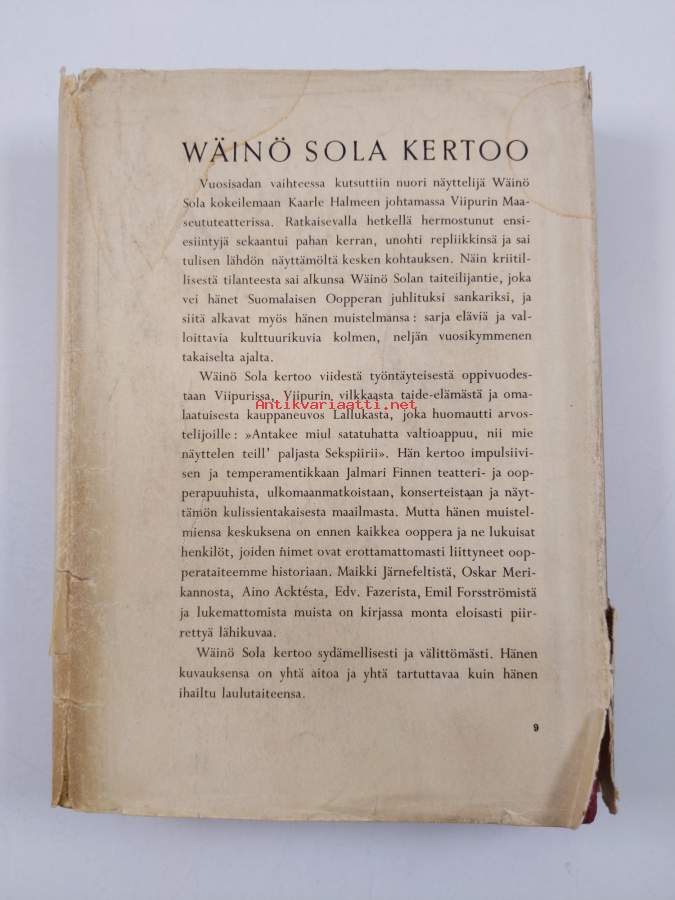 WÄINÖ SOLA KERTOO
Vuosisadan vaihteessa kutsuttiin nuori näyttelijä Wäinö
Sola kokeilemaan Kaarle Halmeen johtamassa Viipurin Maa-
seututeatterissa. Ratkaisevalla hetkellä hermostunut ensi-
esiintyjä sekaantui pahan kerran, unohti repliikkinsä ja sai
tulisen lähdön näyttämöltä kesken kohtauksen. Näin kriitil-
lisestä tilanteesta sai alkunsa Wäinö Solan taiteilijantie, joka
vei hänet Suomalaisen Oopperan juhlituksi sankariksi, ja
siitä alkavat myös hänen muistelmansa: sarja eläviä ja val-
loittavia kulttuurikuvia kolmen, neljän vuosikymmenen
takaiselta ajalta.
Wäinö Sola kertoo viidestä työntäyteisestä oppivuodes-
taan Viipurissa, Viipurin vilkkaasta taide-elämästä ja oma-
Antikvariaatti.net
laatuisesta kauppaneuvos Lallukasta, joka huomautti arvos-
telijoille: »Antakee miul satatuhatta valtioappuu, nii mie
näyttelen teill' paljasta Sekspiirii». Hän kertoo impulsiivi-
sen ja temperamentikkaan Jalmari Finnen teatteri- ja oop-
perapuuhista, ulkomaanmatkoistaan, konserteistaan ja näyt-
tämön kulissientakaisesta maailmasta. Mutta hänen muistel-
miensa keskuksena on ennen kaikkea ooppera ja ne lukuisat
henkilöt, joiden nimet ovat erottamattomasti liittyneet oop-
perataiteemme historiaan. Maikki Järnefeltistä, Oskar Meri-
kannosta, Aino Acktésta, Edv. Fazerista, Emil Forsströmistä
ja lukemattomista muista on kirjassa monta eloisasti piir-
rettyä lähikuvaa.
Wäinö Sola kertoo sydämellisesti ja välittömästi. Hänen
kuvauksensa on yhtä aitoa ja yhtä tartuttavaa kuin hänen
ihailtu laulutaiteensa.
9